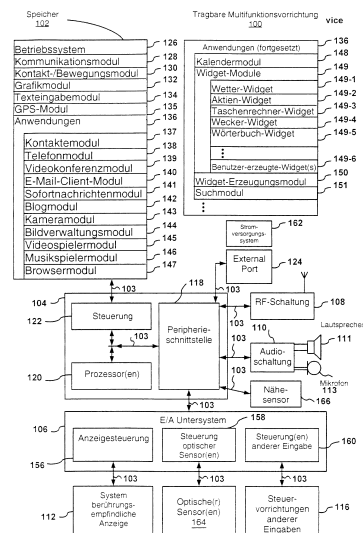 Speicher
102
Betriebssystem
126
Kommunikationsmodul
128
Kontakt-/Bewegungsmodul
130
Grafikmodul
132
Texteingabemodul
134
GPS-Modul
135
Anwendungen
136
137
Kontaktemodul
138
Telefonmodul
139
Videokonferenzmodul
140
E-Mail-Client-Modul
141
Sofortnachrichtenmodul
142
Blogmodul
143
Kameramodul
144
Bildverwaltungsmodul
145
Videospielermodul
146
Musikspielermodul
147
Browsermodul
Tragbare Multifunktionsvorrichtung
vice
100
Anwendungen (fortgesetzt)
136
Kalendermodul
148
Widget-Module
149
Wetter-Widget
149-1
Aktien-Widget
149-2
Taschenrechner-Widget
149-3
Wecker-Widget
149-4
Wörterbuch-Widget
149-5
Benutzer-erzeugte-Widget(s)
149-6
Widget-Erzeugungsmodul
150
Suchmodul
151
162
Strom-
versorgungs-
system
External
Port
124
103
118
103
104
Steuerung
122
103
Peripherie-
schnittstelle
Prozessor(en)
120
RF-Schaltung
108
103
110
Lautsprecher
111
Audio-
schaltung
103
Mikrofon
113
103
Nähe-
sensor
166
103
106
E/A Untersystem
158
Anzeigesteuerung
156
Steuerung
optischer
Sensor(en)
Steuerung(en)
anderer Eingabe
160
103
103
103
System
berührungs-
empfindliche
Anzeige
112
Optische(r)
Sensor(en)
164
Steuer-
vorrichtungen
anderer
Eingaben
116